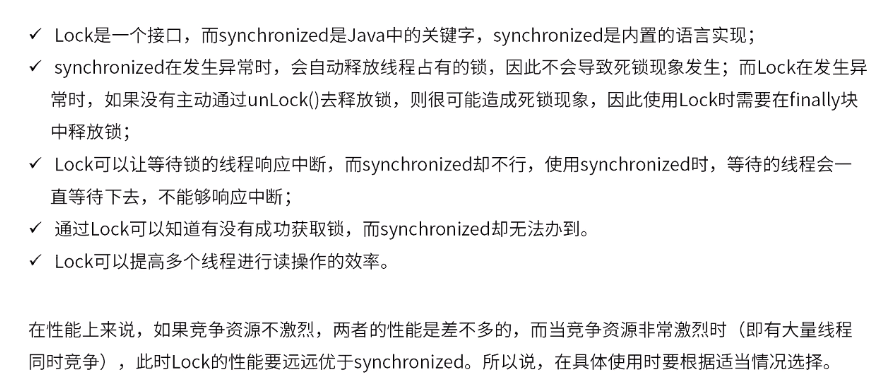 ✓ Lock是一个接口，而synchronized是Java中的关键字，synchronized是内置的语言实现；
✓ synchronized在发生异常时，会自动释放线程占有的锁，因此不会导致死锁现象发生；而Lock在发生异
常时，如果没有主动通过unLock()去释放锁，则很可能造成死锁现象，因此使用Lock时需要在finally块
中释放锁；
✓ Lock可以让等待锁的线程响应中断，而synchronized却不行，使用synchronized时，等待的线程会一
直等待下去，不能够响应中断；
✓ 通过Lock可以知道有没有成功获取锁，而synchronized却无法办到。
✓ Lock可以提高多个线程进行读操作的效率。
在性能上来说，如果竞争资源不激烈，两者的性能是差不多的，而当竞争资源非常激烈时（即有大量线程
同时竞争），此时Lock的性能要远远优于synchronized。所以说，在具体使用时要根据适当情况选择。